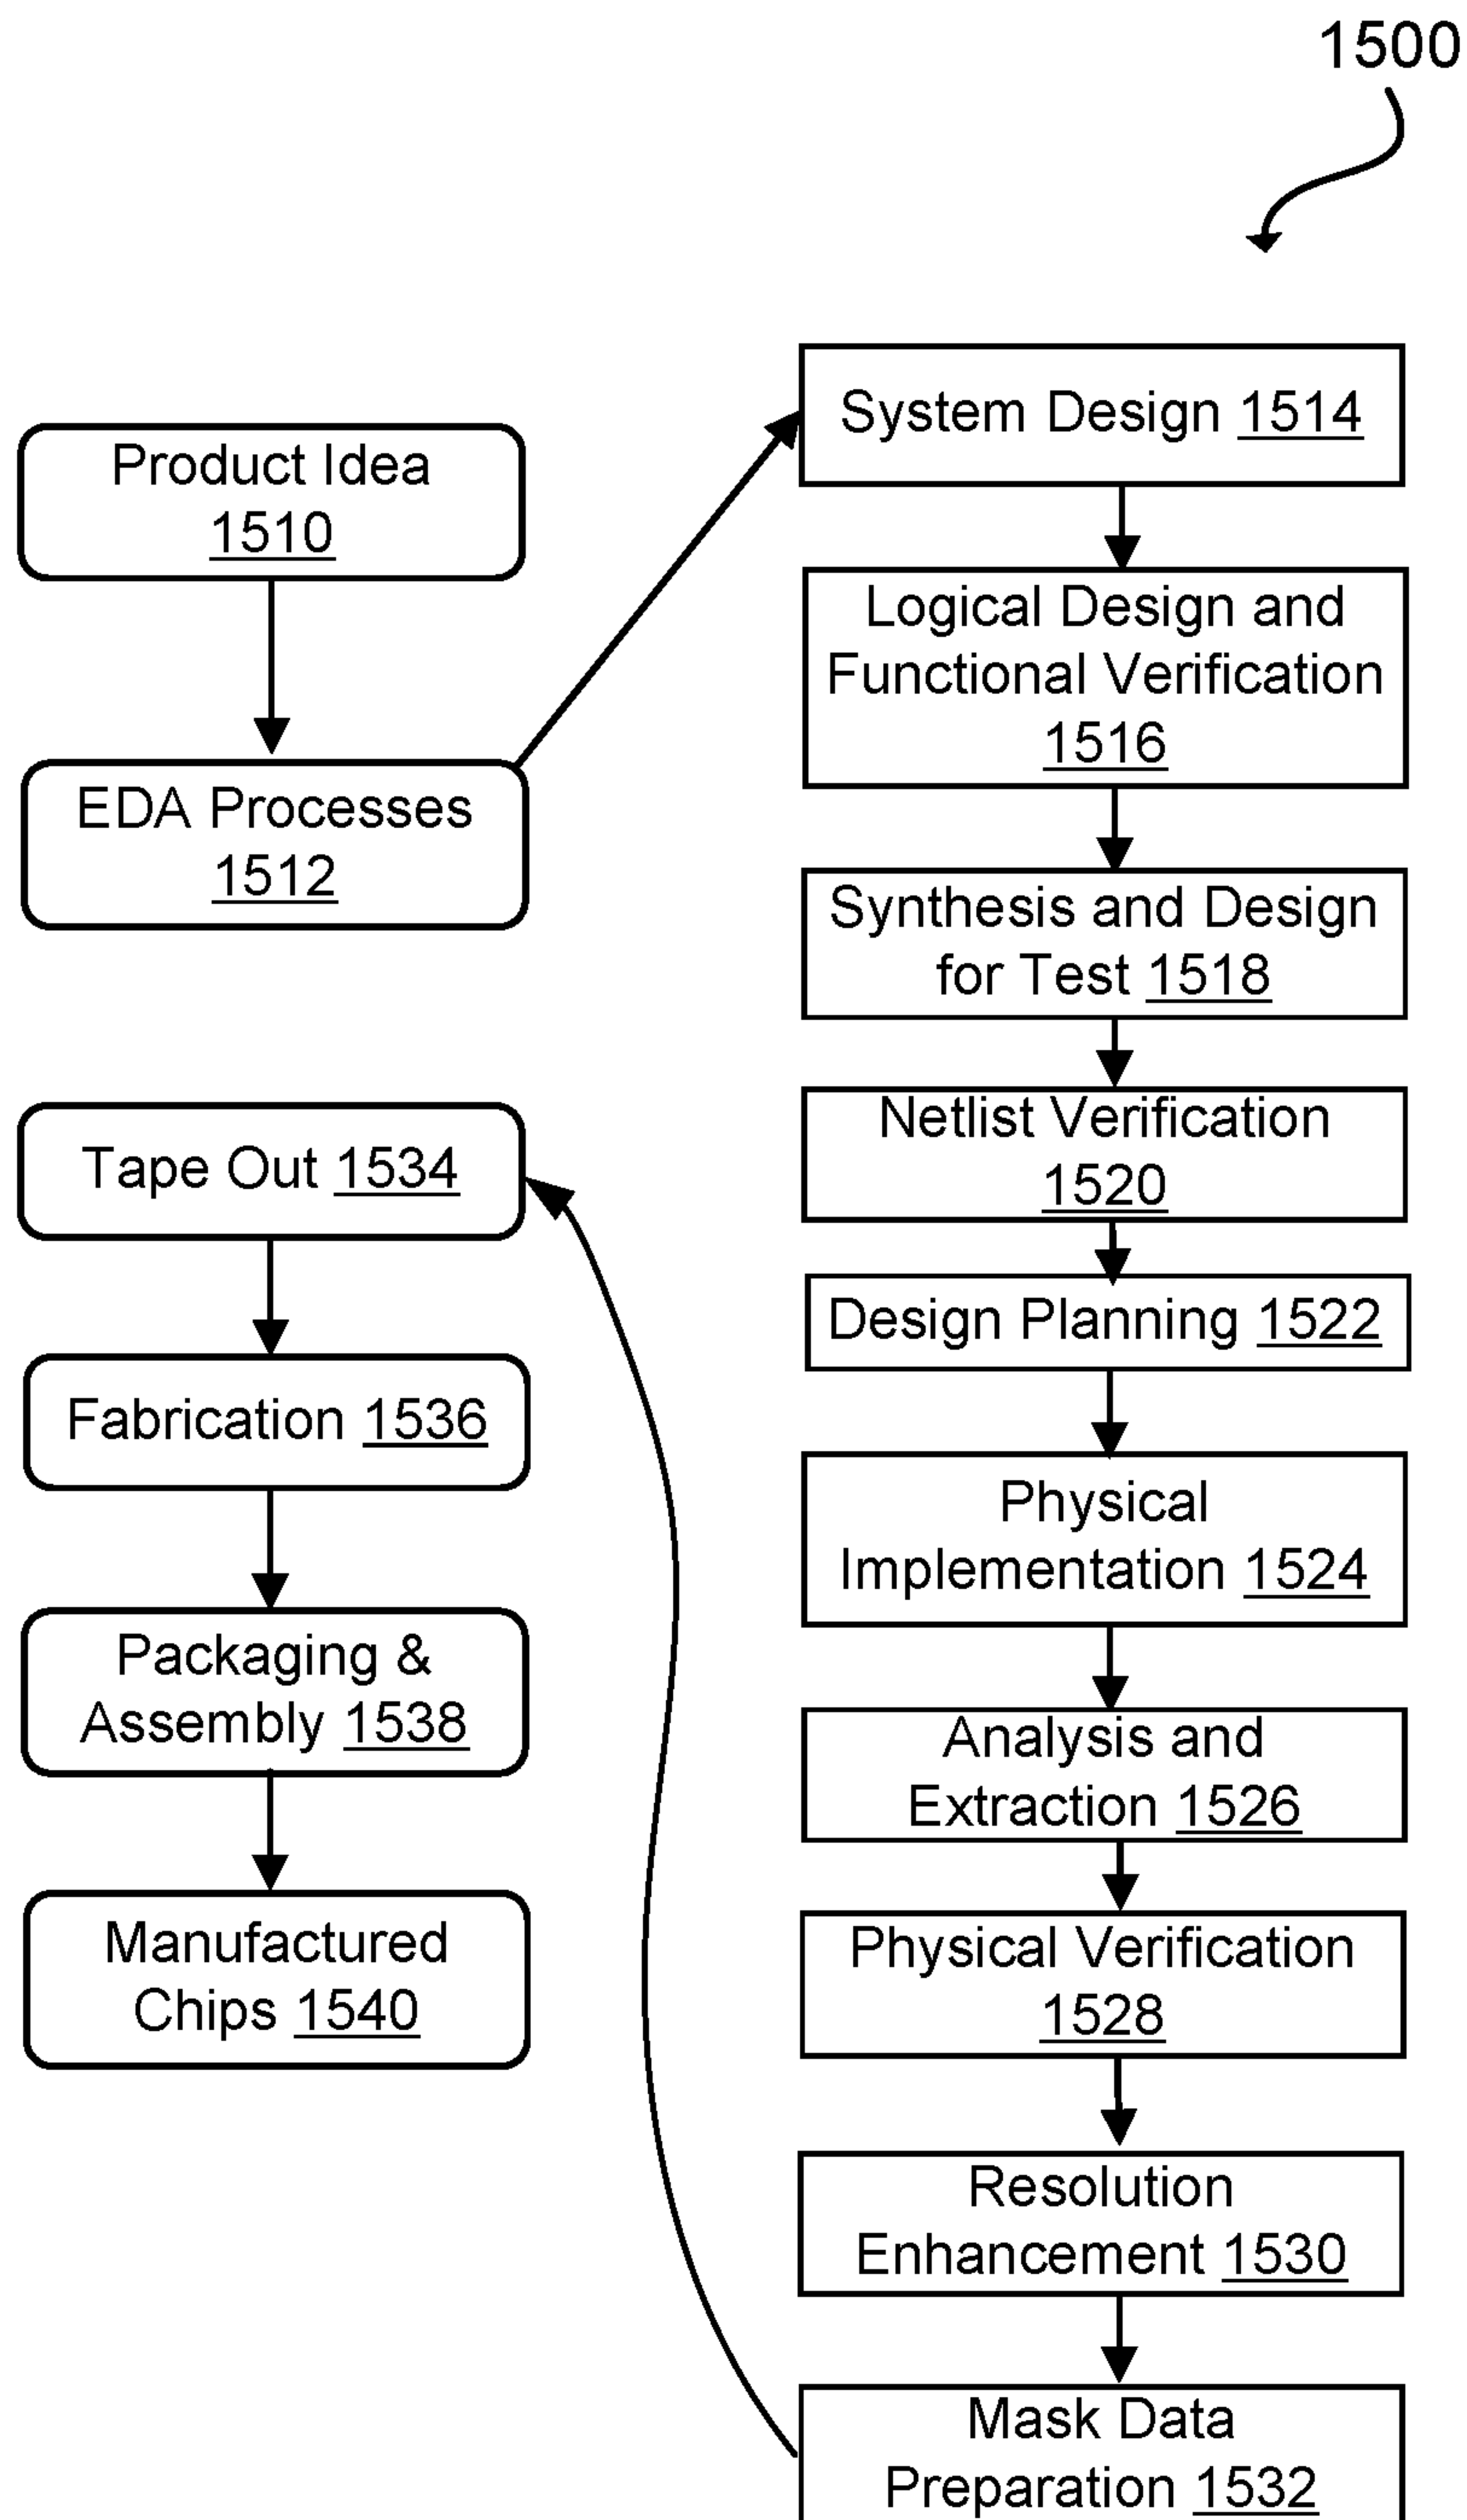 1500
Product Idea
1510
EDA Processes
1512
System Design 1514
Logical Design and
Functional Verification
1516
Synthesis and Design
for Test 1518
Netlist Verification
1520
Design Planning 1522
Physical
Implementation 1524
Analysis and
Extraction 1526
Physical Verification
1528
Resolution
Enhancement 1530
Mask Data
Preparation 1532
Tape Out 1534
Fabrication 1536
Packaging &
Assembly 1538
Manufactured
Chips 1540